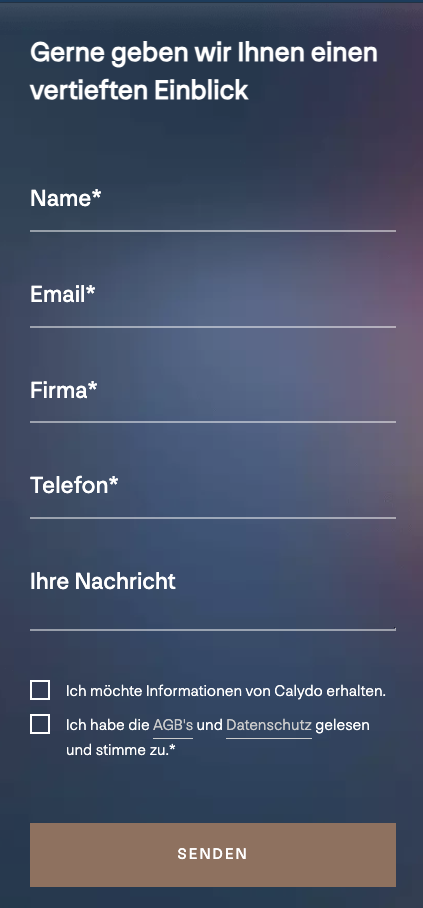 Gerne geben wir Ihnen einen
vertieften Einblick
Name*
Email*
Firma*
Telefon*
Ihre Nachricht
Ich möchte Informationen von Calydo erhalten.
Ich habe die AGB's und Datenschutz gelesen
und stimme zu.*
SENDEN